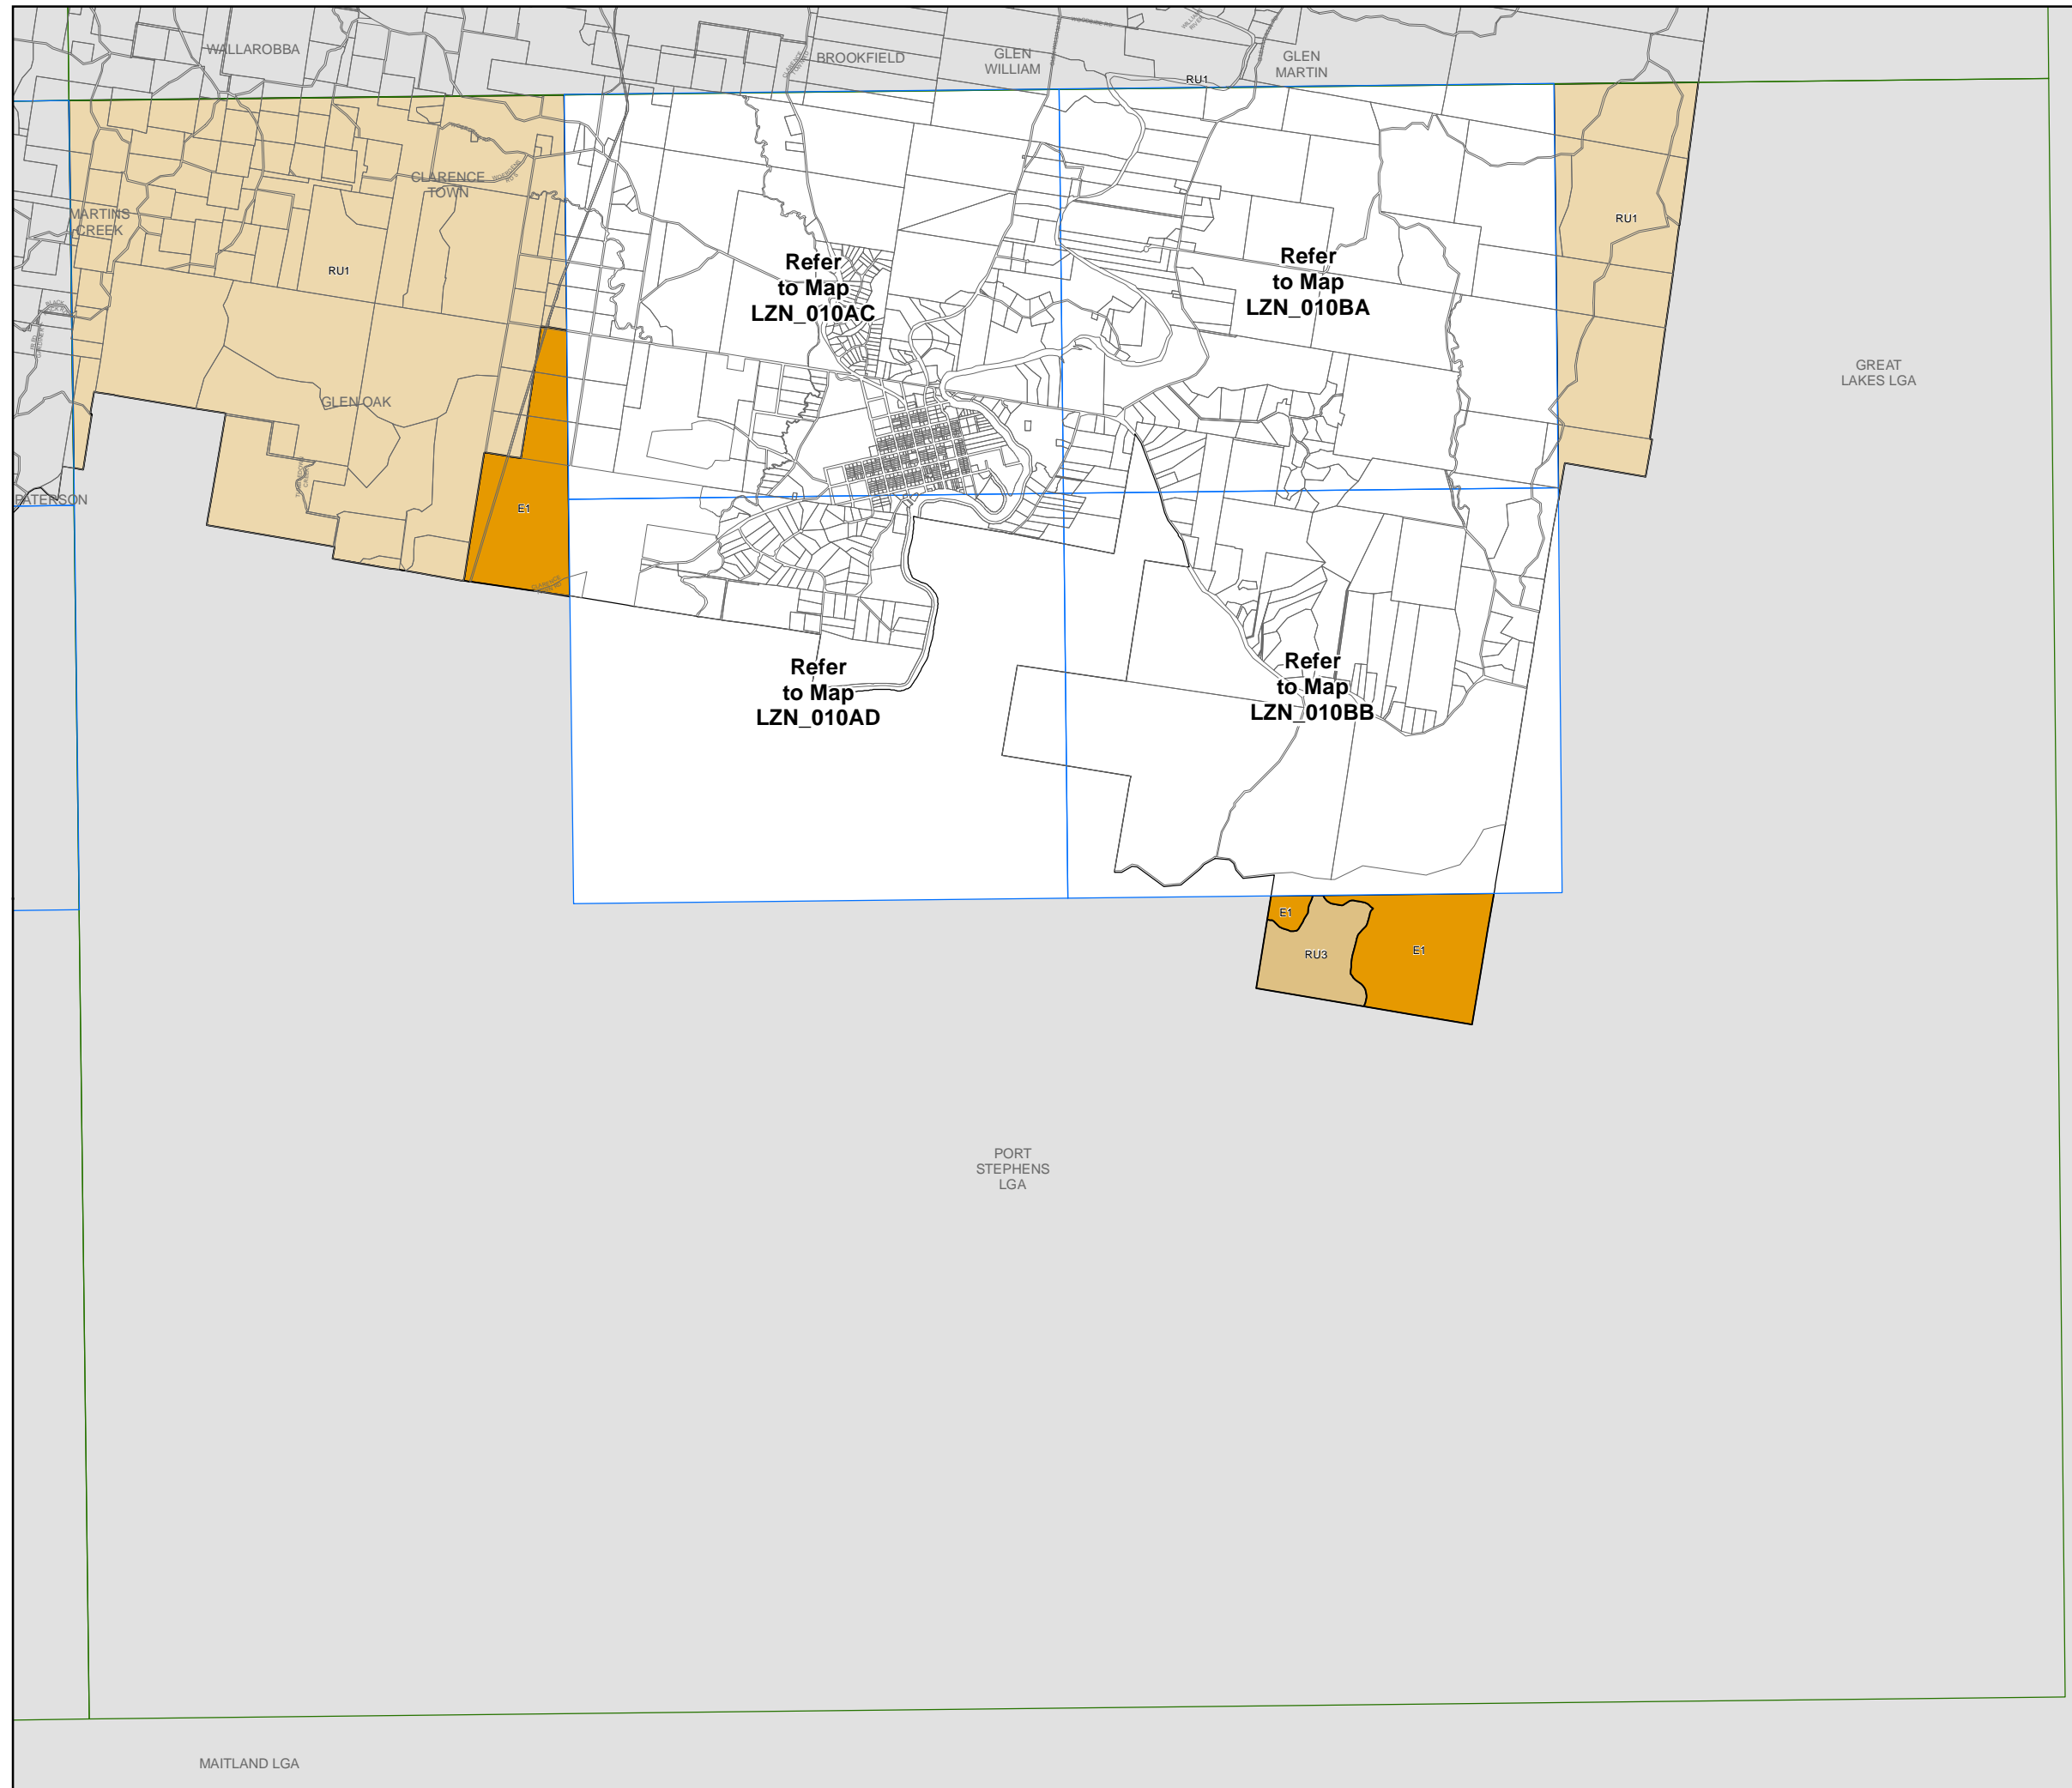 WALLAROBBA
BROOKFIELD
GLEN
WILLIAM
GLEN
MARTIN
RU1
CLARENCE
TOWN
MARTINS
CREEK
RU1
RU1
Refer
to Map
LZN_010AC
Refer
to Map
LZN_010BA
GREAT
LAKES LGA
GLEN OAK
PATERSON
E1
Refer
to Map
LZN_010AD
Refer
to Map
LZN_010BB
E1
RU3
E1
PORT
STEPHENS
LGA
MAITLAND LGA